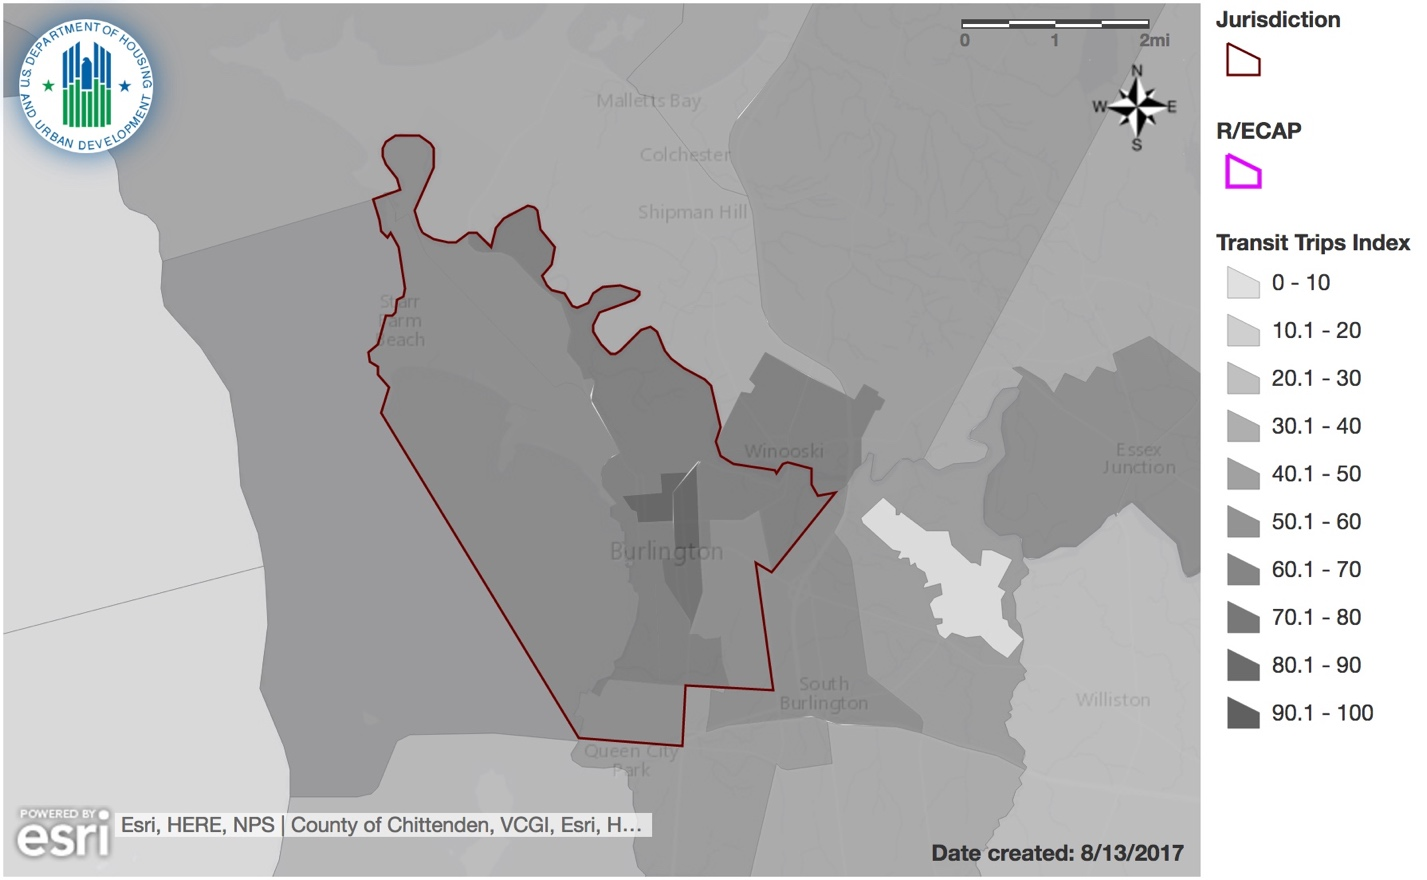 U.S. DEPARTMENT OF HOUSING
AND URBAN DEVELOPMENT
0 1 2mi
N
W E
S
Malletts Bay
Colchester
Shipman Hill
Starr
Farm
Beach
Winooski
Essex
Junction
Burlington
South
Burlington
Williston
Queen City
Park
POWERED BY
esri
Esri, HERE, NPS | County of Chittenden, VCGI, Esri, H...
Date created: 8/13/2017
Jurisdiction
R/ECAP
Transit Trips Index
0 - 10
10.1 - 20
20.1 - 30
30.1 - 40
40.1 - 50
50.1 - 60
60.1 - 70
70.1 - 80
80.1 - 90
90.1 - 100